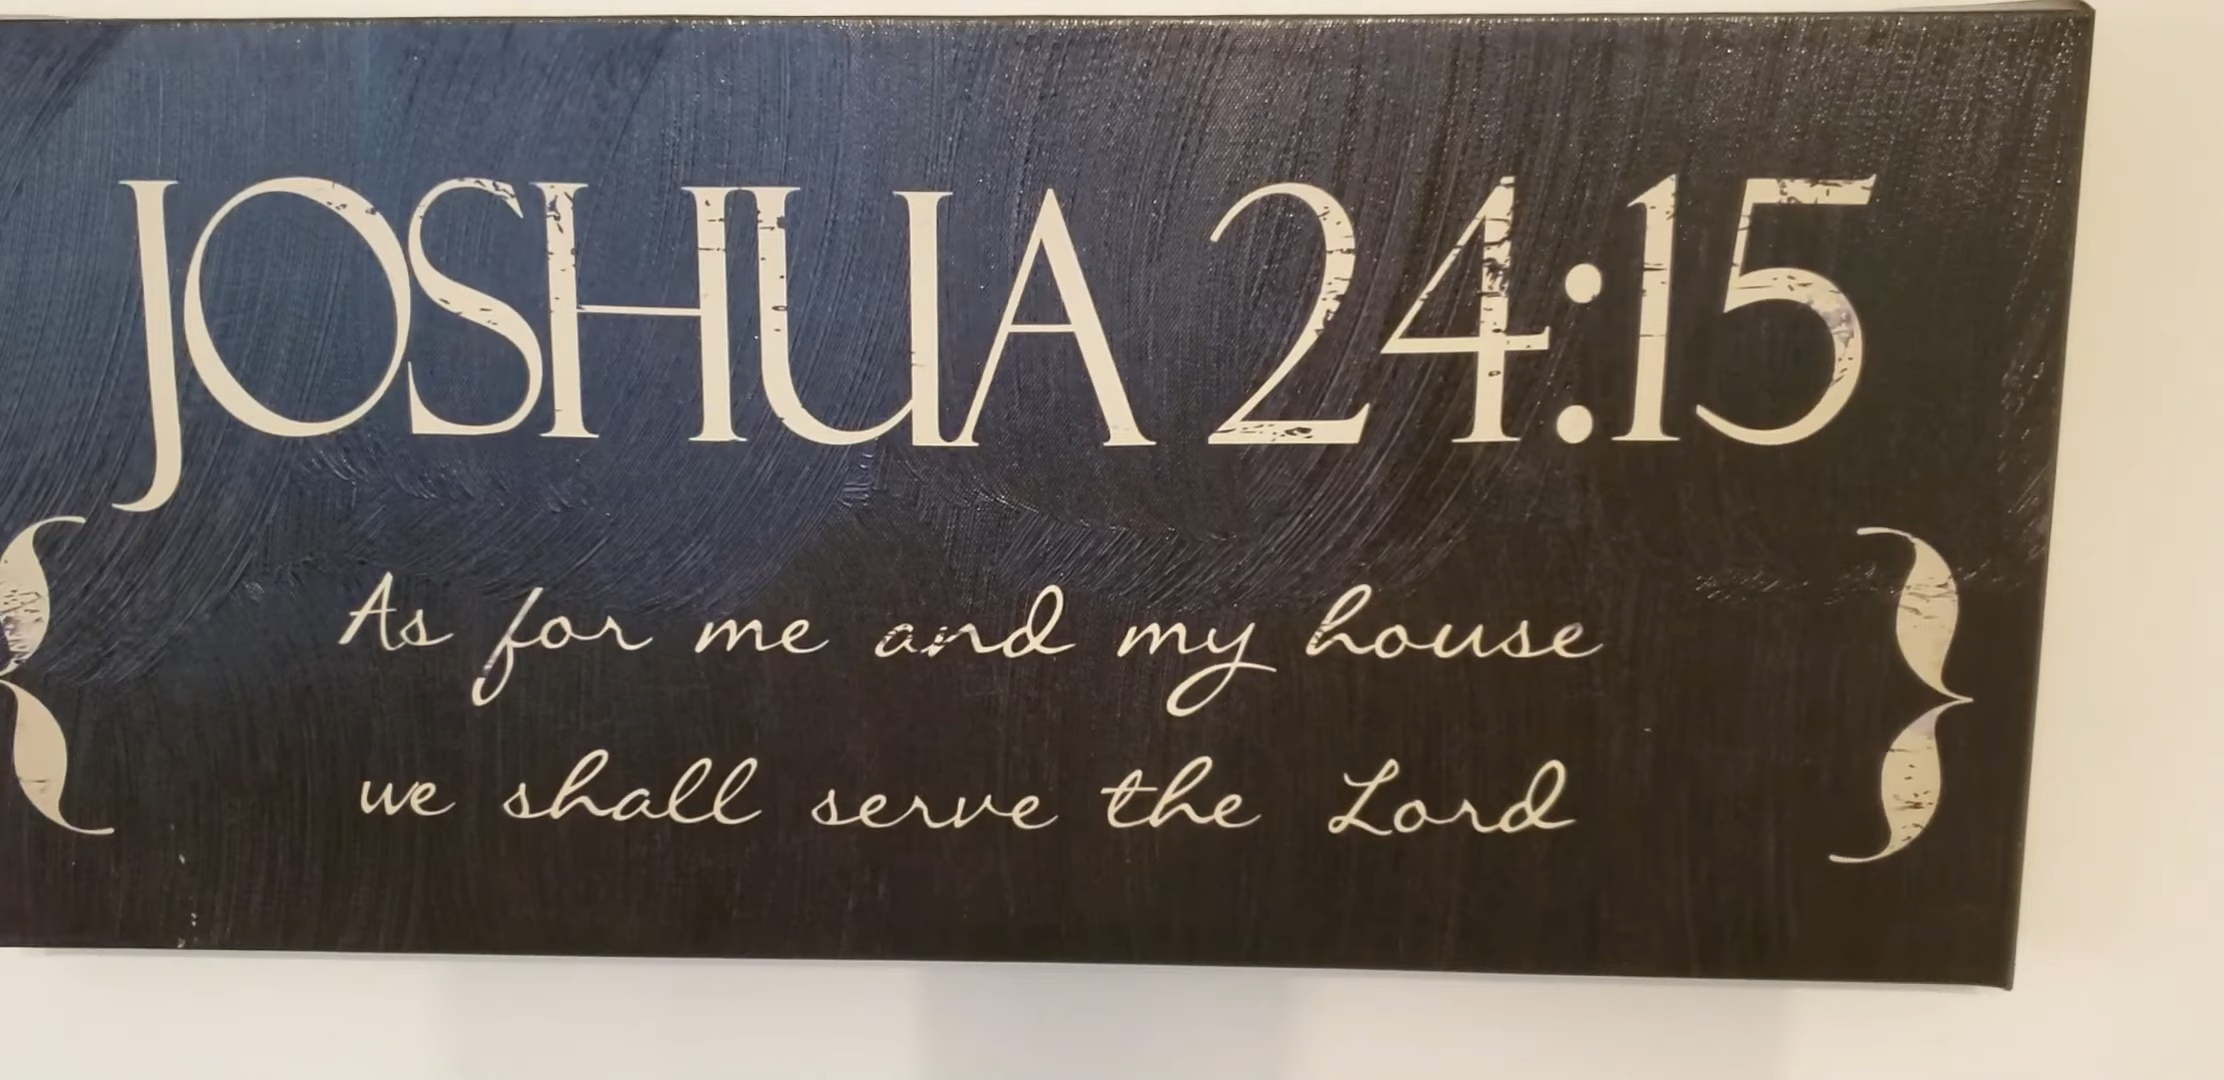 JOSHUA 24:15
{ As for me and my house }
we shall serve the Lord